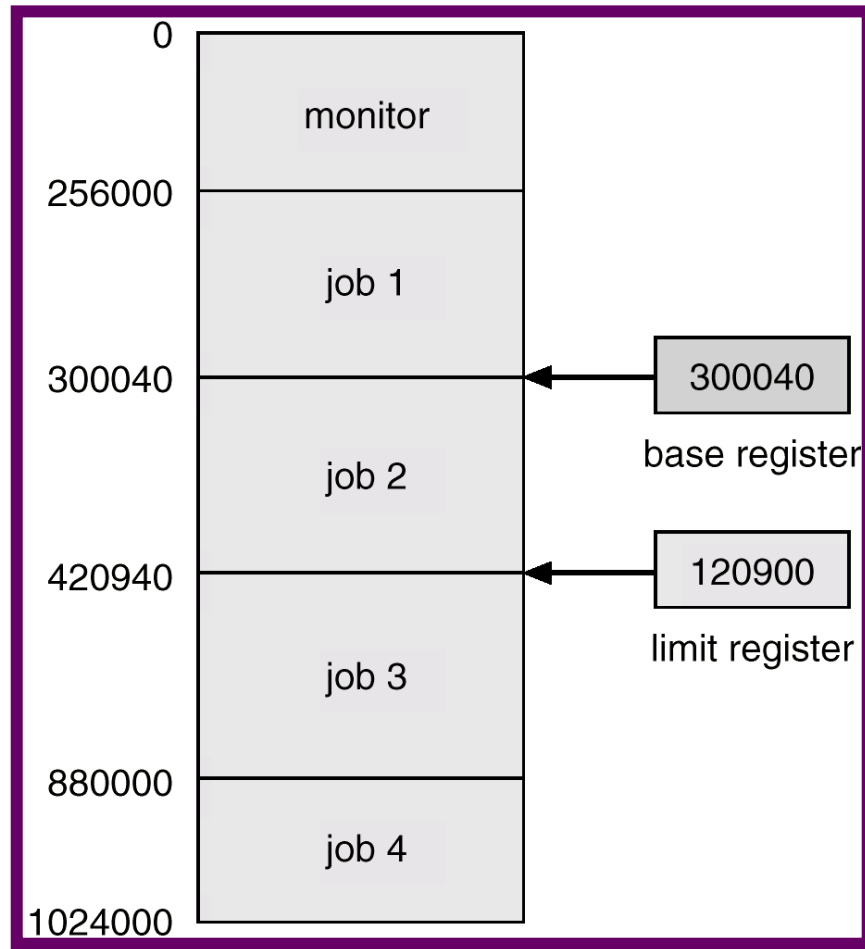 0
monitor
256000
job 1
300040
300040
base register
job 2
420940
120900
limit register
job 3
880000
job 4
1024000